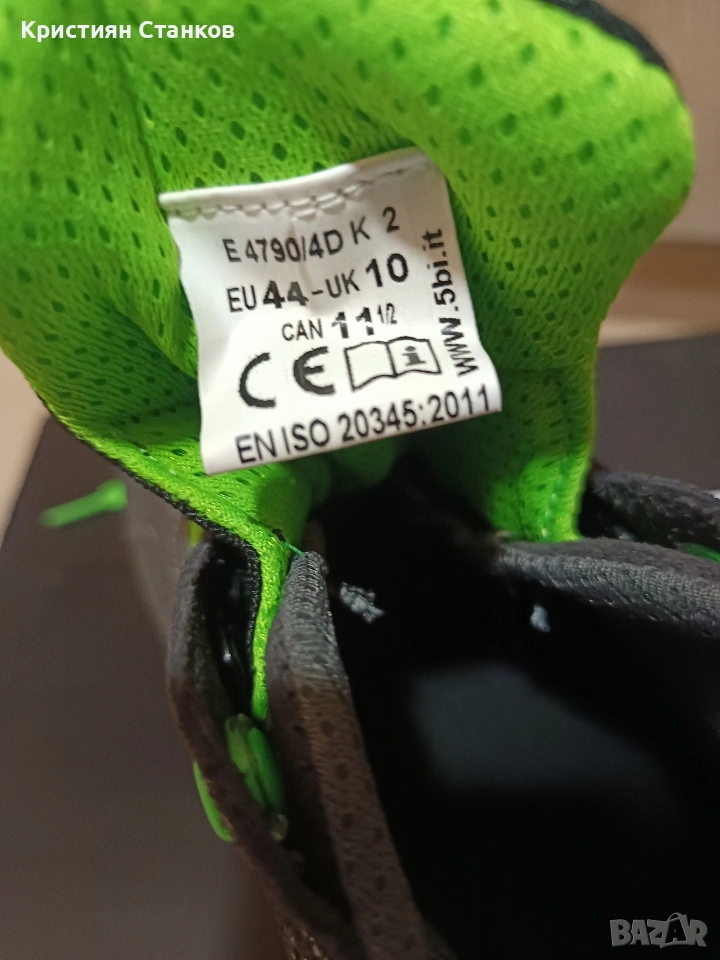 Кристиян Станков
E 4790/4D K 2
EU 44-UK 10
CAN 11 1/2
CE i
EN ISO 20345:2011
www.5bi.it
BAZAR